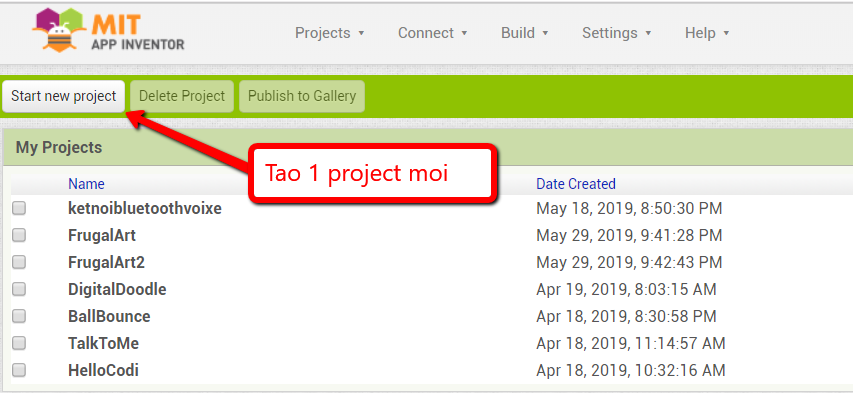 MIT
APP INVENTOR
Projects Connect Build Settings Help
Start new project Delete Project Publish to Gallery
My Projects
Tao 1 project moi
Name Date Created
ketnoibluetoothvoixe May 18, 2019, 8:50:30 PM
FrugalArt May 29, 2019, 9:41:28 PM
FrugalArt2 May 29, 2019, 9:42:43 PM
DigitalDoodle Apr 19, 2019, 8:03:15 AM
BallBounce Apr 18, 2019, 8:30:58 PM
TalkToMe Apr 18, 2019, 11:14:57 AM
HelloCodi Apr 18, 2019, 10:32:16 AM